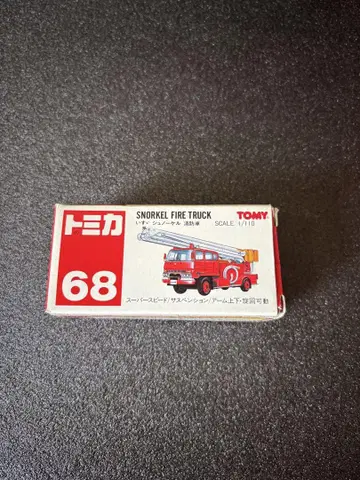 トミカ
68
SNORKEL FIRE TRUCK
いすゞ シュノーケル 消防車
SCALE 1/110
TOMY
スーパースピード/サスペンション/アーム上下・旋回可動